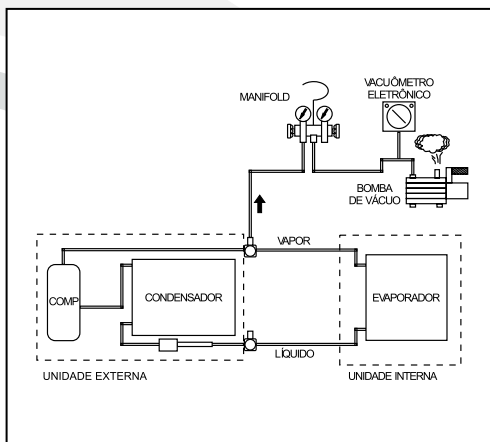 VACUÔMETRO
ELETRÔNICO
MANIFOLD
BOMBA
DE VÁCUO
VAPOR
COMP
CONDENSADOR
EVAPORADOR
LÍQUIDO
UNIDADE EXTERNA
UNIDADE INTERNA